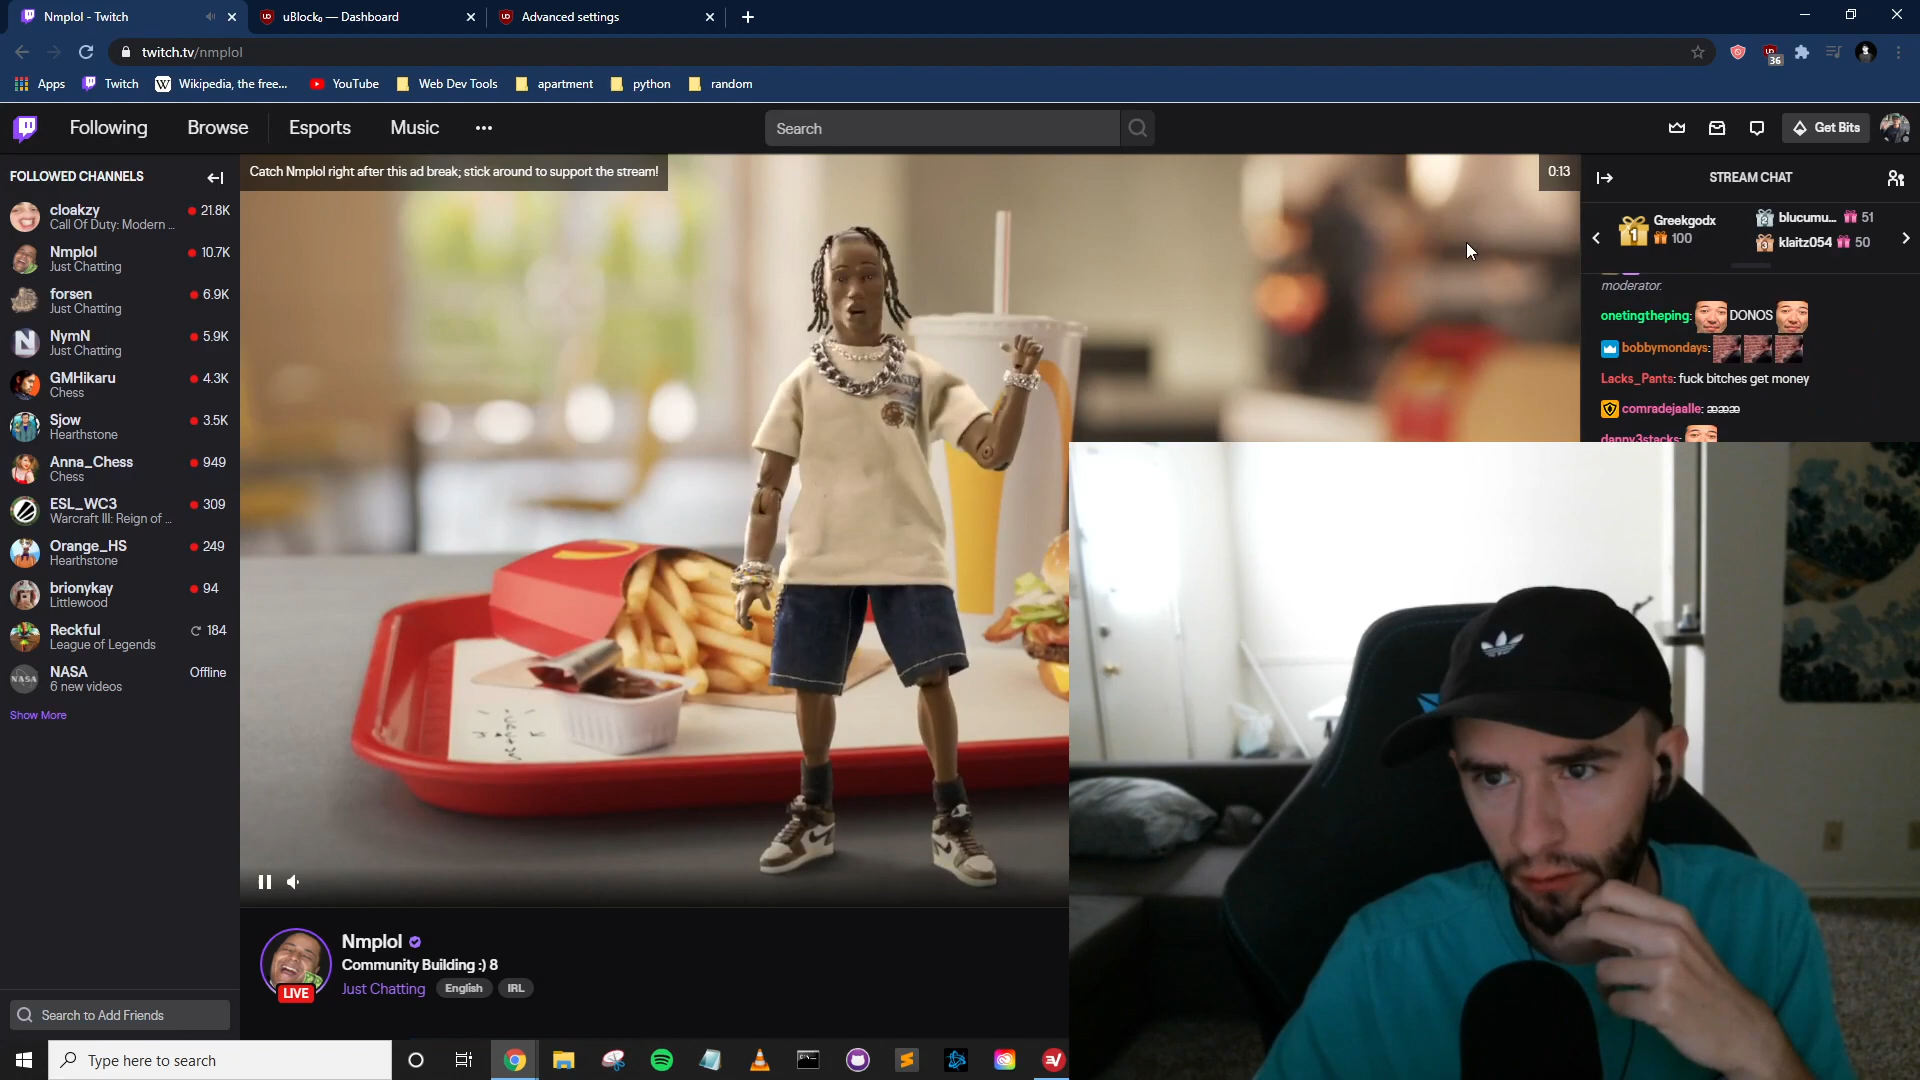 Nmplol - Twitch
uBlock₀ — Dashboard
Advanced settings
twitch.tv/nmplol
36
Apps
Twitch
Wikipedia, the free...
YouTube
Web Dev Tools
apartment
python
random
Following
Browse
Esports
Music
Search
Get Bits
FOLLOWED CHANNELS
cloakzy
21.8K
Call Of Duty: Modern ...
Nmplol
10.7K
Just Chatting
forsen
6.9K
Just Chatting
NymN
5.9K
Just Chatting
GMHikaru
4.3K
Chess
Sjow
3.5K
Hearthstone
Anna_Chess
949
Chess
ESL_WC3
309
Warcraft III: Reign of ...
Orange_HS
249
Hearthstone
brionykay
94
Littlewood
Reckful
184
League of Legends
NASA
Offline
6 new videos
Show More
Search to Add Friends
Catch Nmplol right after this ad break; stick around to support the stream!
0:13
STREAM CHAT
1
Greekgodx
100
2
blucumu...
51
3
klaitz054
50
moderator.
onetingtheping: DONOS
bobbymondays:
Lacks_Pants: fuck bitches get money
comradejaalle: æææ
danny3stacks:
Nmplol
Community Building :) 8
Just Chatting
English
IRL
LIVE
Type here to search